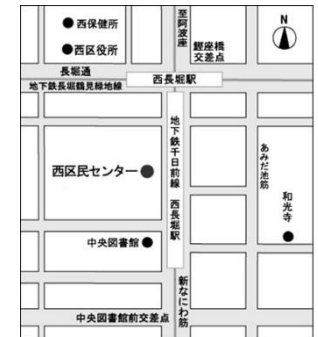 至阿波座
N
●西保健所
●西区役所
鰹座橋
交差点
長堀通
西長堀駅
地下鉄長堀鶴見緑地線
地下鉄千日前線 西長堀駅
あみだ池筋
西区民センター●
和光寺●
中央図書館●
新なにわ筋
中央図書館前交差点